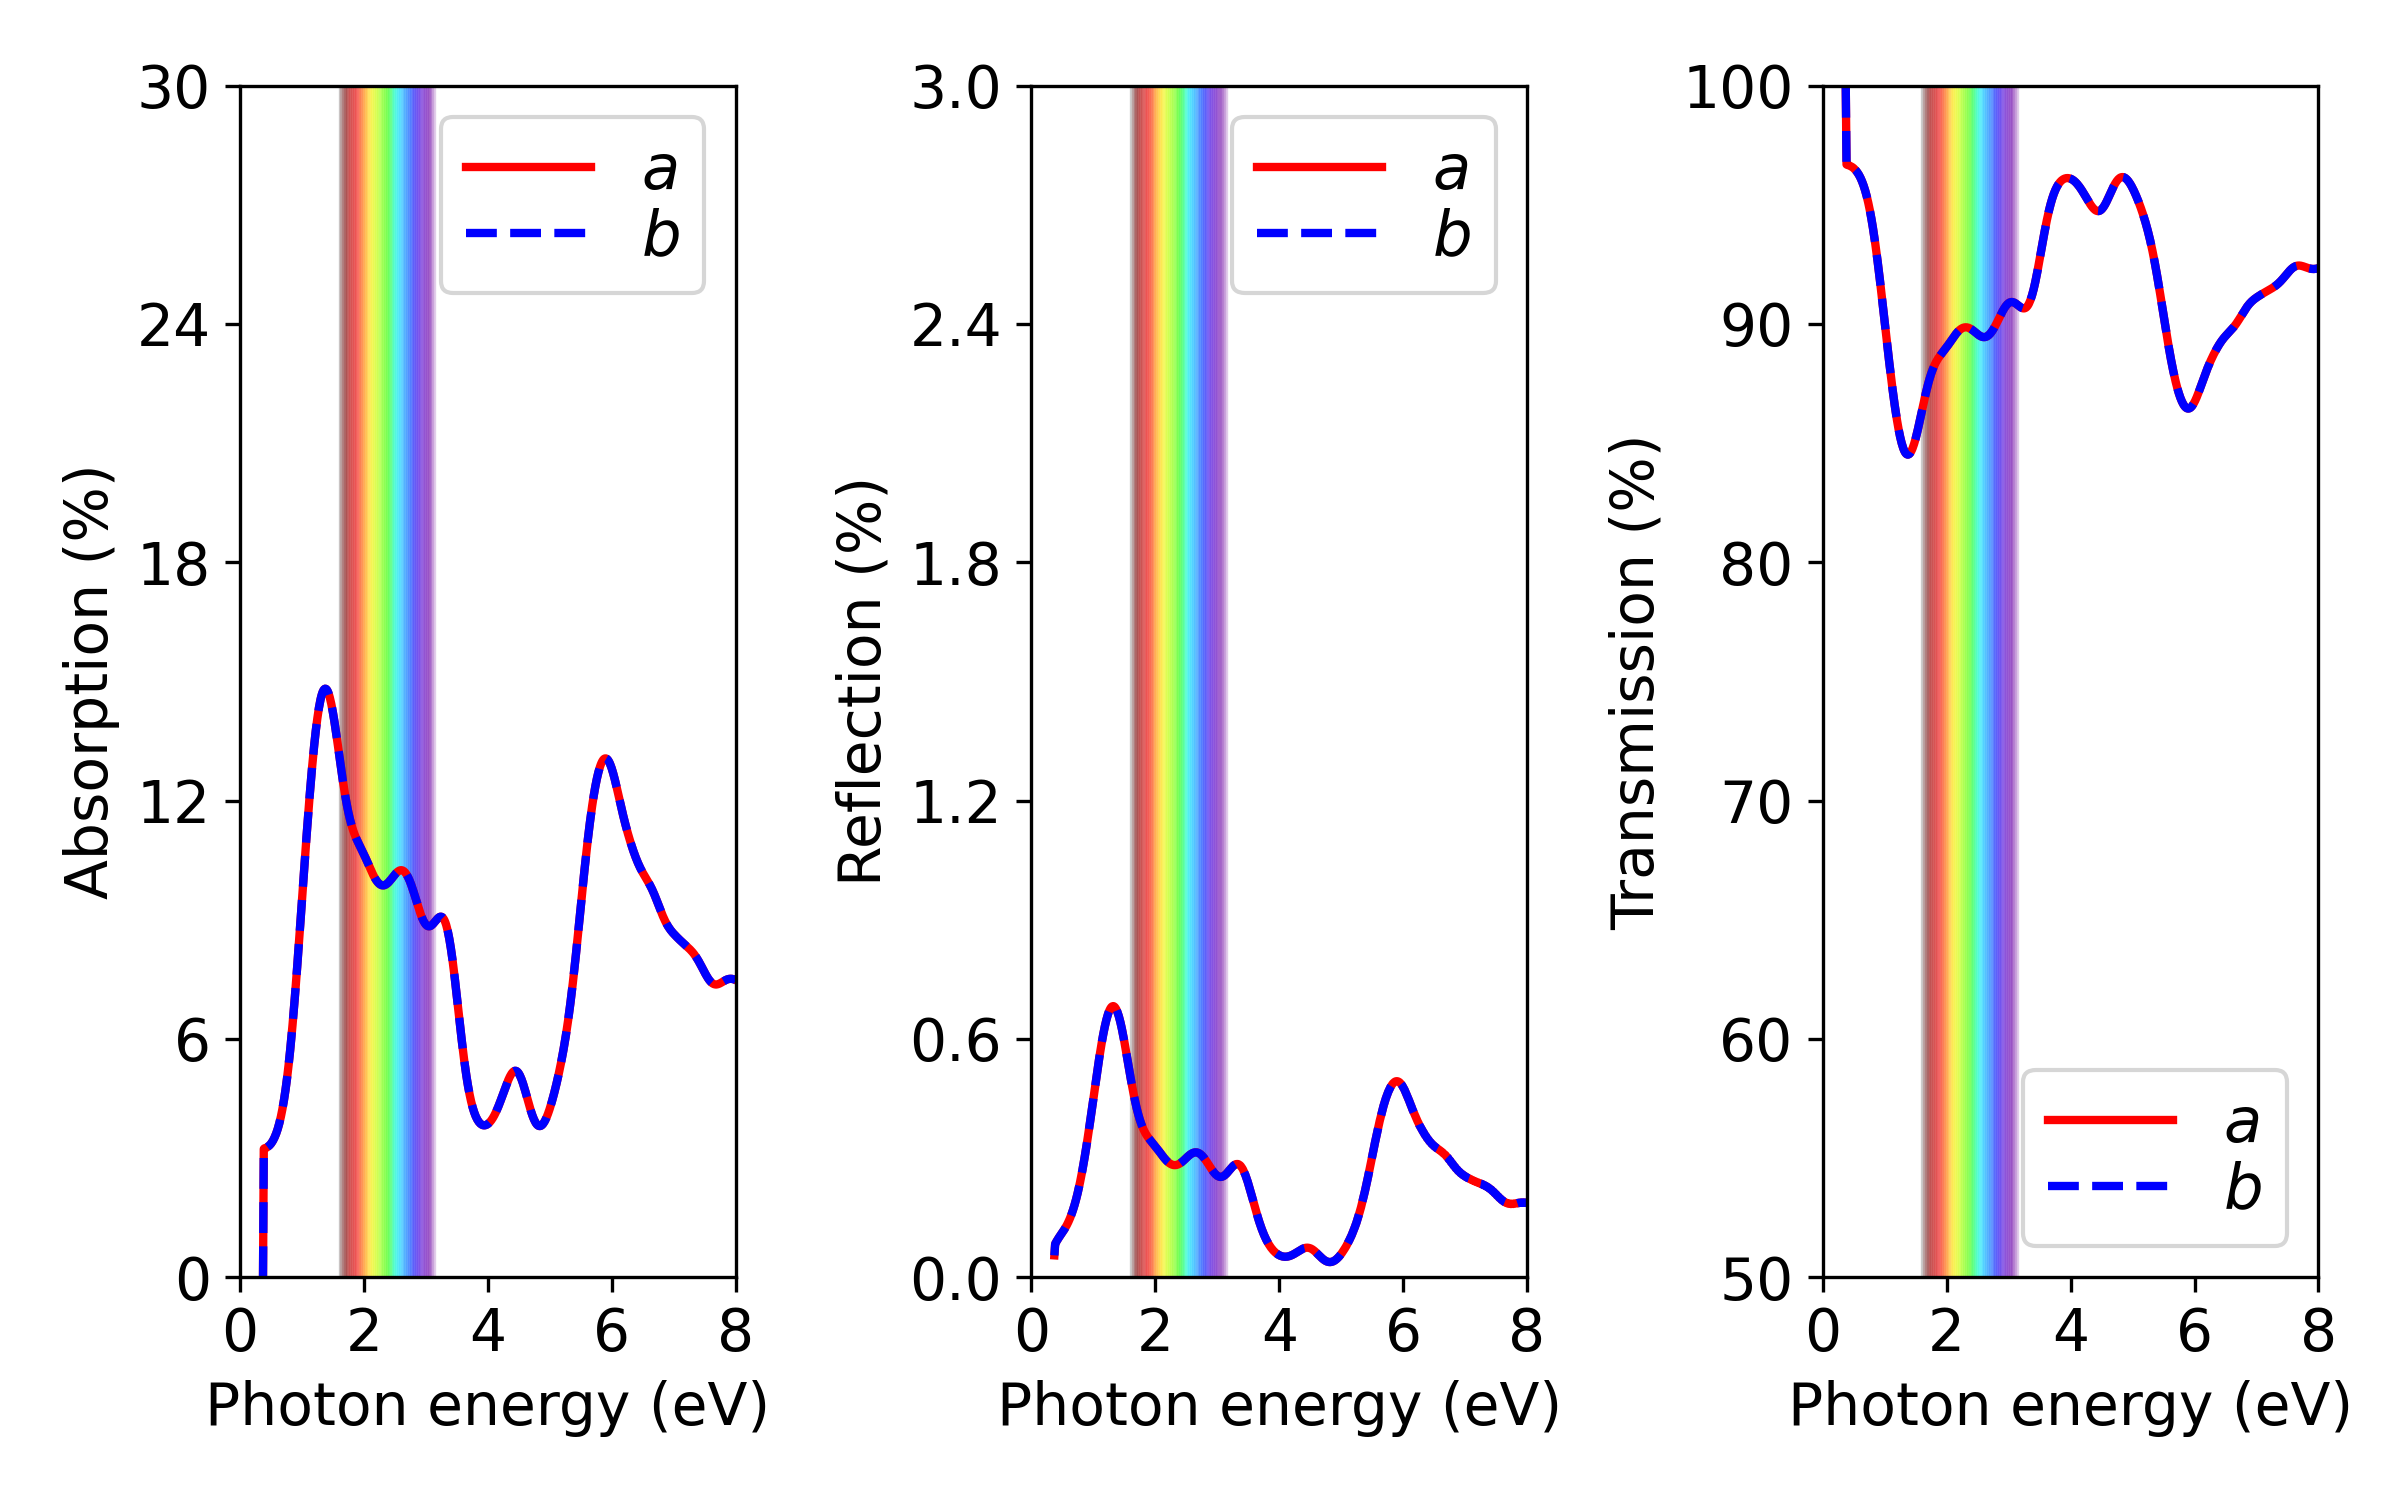 Absorption (%)
30
24
18
12
6
0
0 2 4 6 8
Photon energy (eV)
a
b
Reflection (%)
3.0
2.4
1.8
1.2
0.6
0.0
0 2 4 6 8
Photon energy (eV)
a
b
Transmission (%)
100
90
80
70
60
50
0 2 4 6 8
Photon energy (eV)
a
b